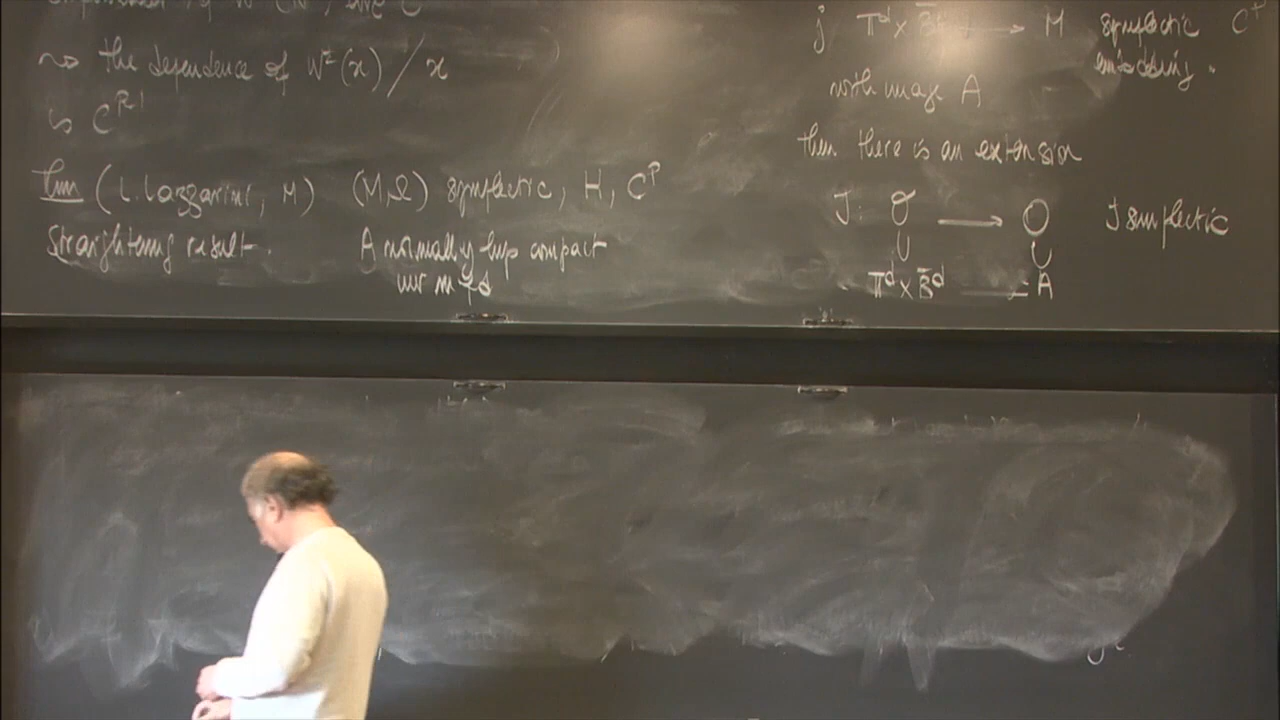 ⇝ the dependence of W^±(x) / x
is C^{p-1}
Thm (L. Lazzarini, M) (M,Ω) symplectic, H, C^p
Straightening result. A normally hyp compact
inv mfd
j 𝕋^d × B̄^d → M symplectic C^p
embedding.
with image A
then there is an extension
J: 𝒪 → O J symplectic
∪ ∪
𝕋^d × B̄^d — A